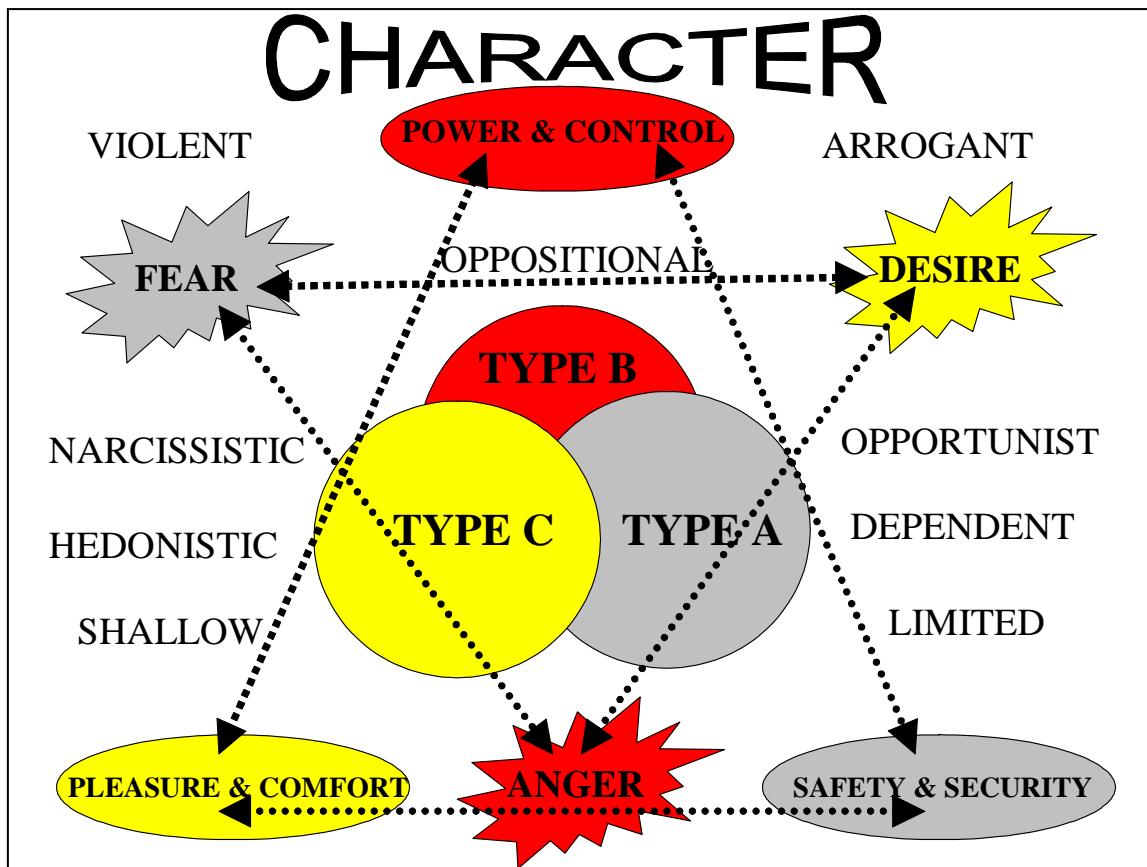 CHARACTER
POWER & CONTROL
VIOLENT
ARROGANT
OPPOSITIONAL
FEAR
DESIRE
TYPE B
NARCISSISTIC
OPPORTUNIST
TYPE C
TYPE A
HEDONISTIC
DEPENDENT
SHALLOW
LIMITED
PLEASURE & COMFORT
ANGER
SAFETY & SECURITY